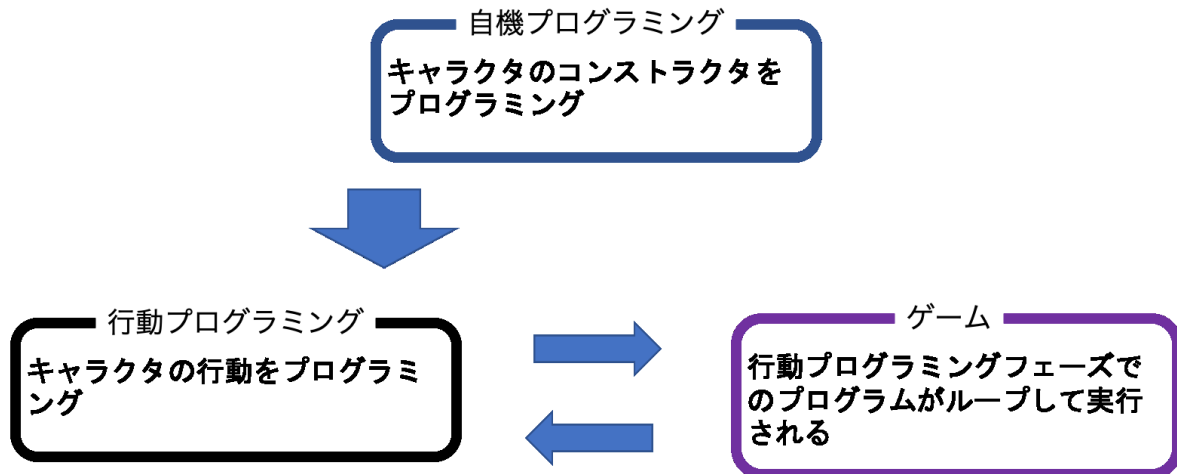 自機プログラミング
キャラクタのコンストラクタを
プログラミング
行動プログラミング
キャラクタの行動をプログラミ
ング
ゲーム
行動プログラミングフェーズで
のプログラムがループして実行
される